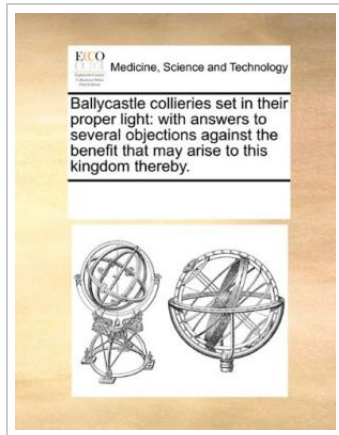 ECCO
Medicine, Science and Technology
Ballycastle collieries set in their
proper light: with answers to
several objections against the
benefit that may arise to this
kingdom thereby.